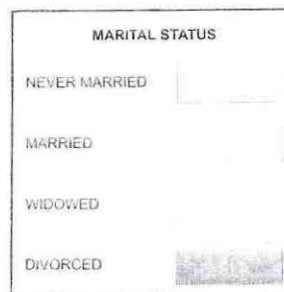 MARITAL STATUS
NEVER MARRIED
MARRIED
WIDOWED
DIVORCED